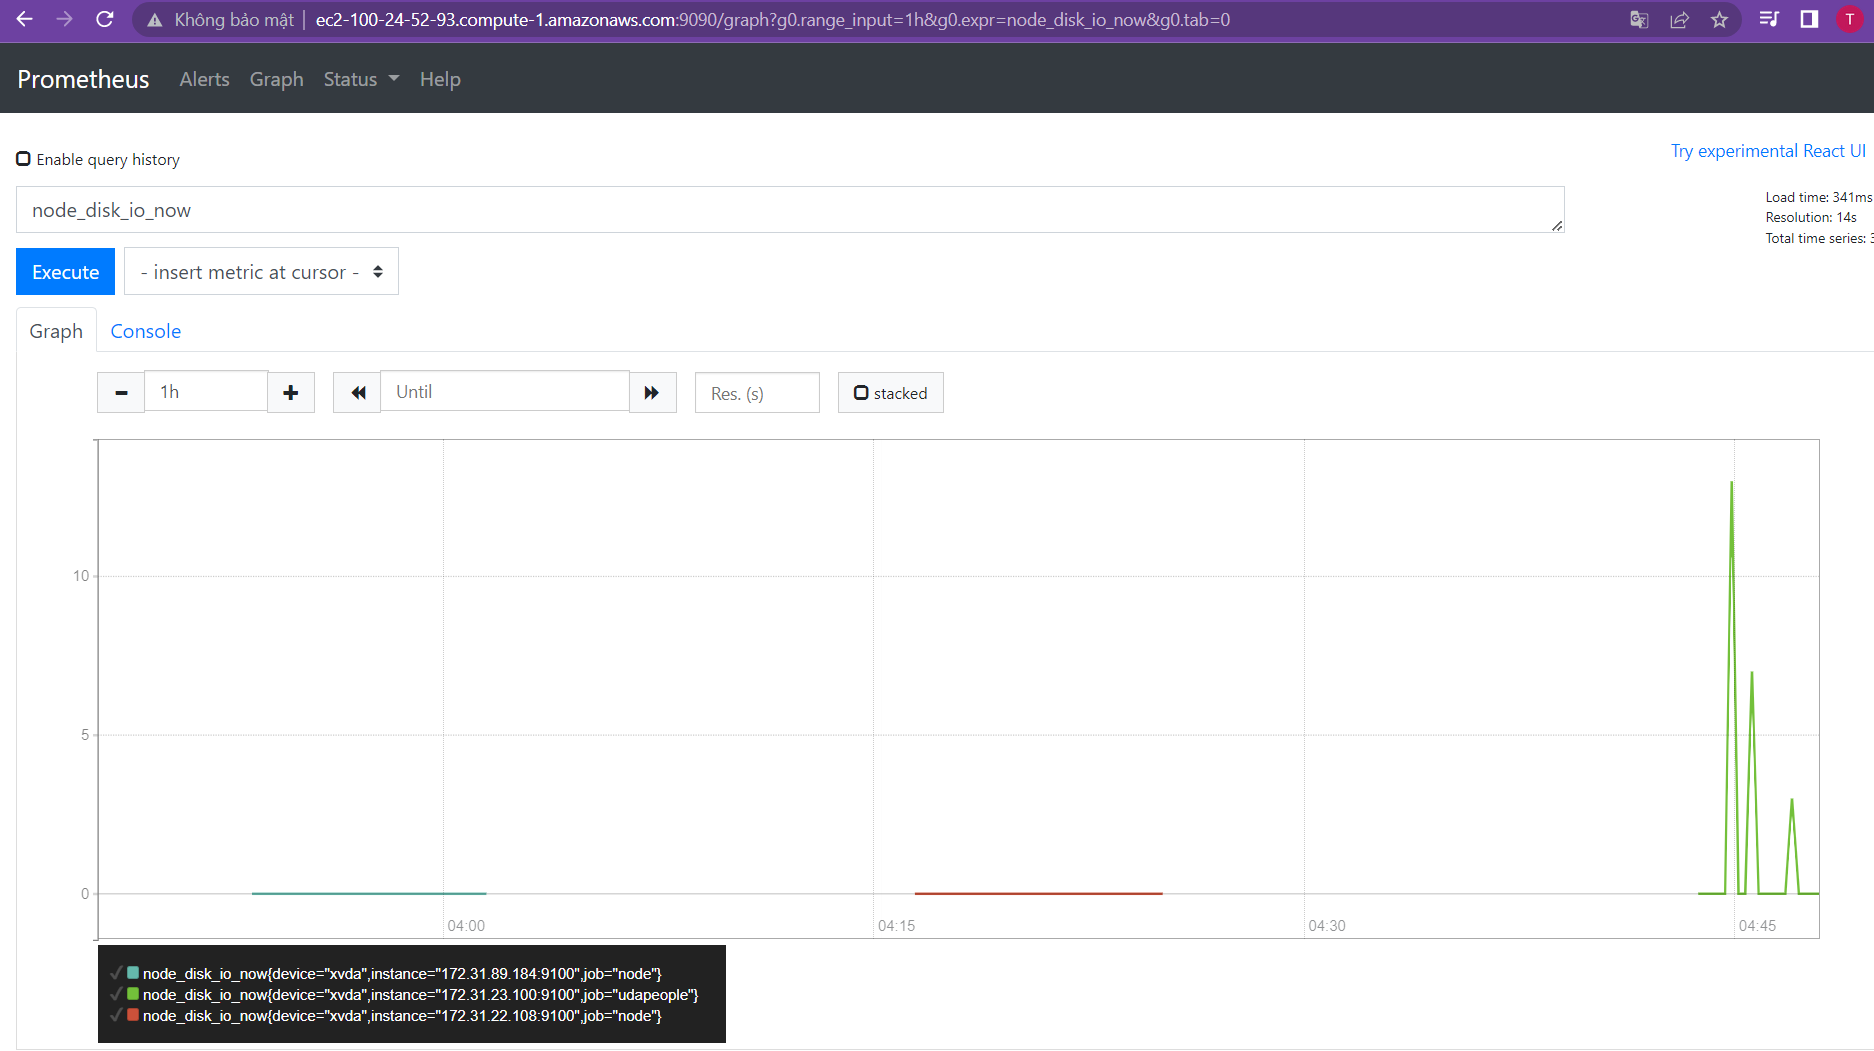 Không bảo mật | ec2-100-24-52-93.compute-1.amazonaws.com:9090/graph?g0.range_input=1h&g0.expr=node_disk_io_now&g0.tab=0
T
Prometheus Alerts Graph Status Help
Enable query history
Try experimental React UI
node_disk_io_now
Load time: 341ms
Resolution: 14s
Total time series: 3
Execute - insert metric at cursor -
Graph Console
1h Until Res. (s) stacked
10
5
0
04:00 04:15 04:30 04:45
node_disk_io_now{device="xvda",instance="172.31.89.184:9100",job="node"}
node_disk_io_now{device="xvda",instance="172.31.23.100:9100",job="udapeople"}
node_disk_io_now{device="xvda",instance="172.31.22.108:9100",job="node"}